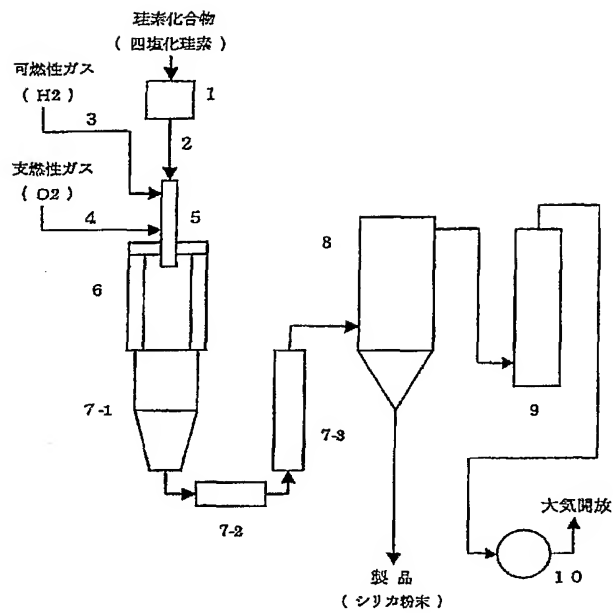 珪素化合物
( 四塩化珪素 )
可燃性ガス
( H2 )
1
3
2
支燃性ガス
( O2 )
4
5
6
8
7-1
7-3
9
7-2
大気開放
10
製 品
( シリカ粉末 )